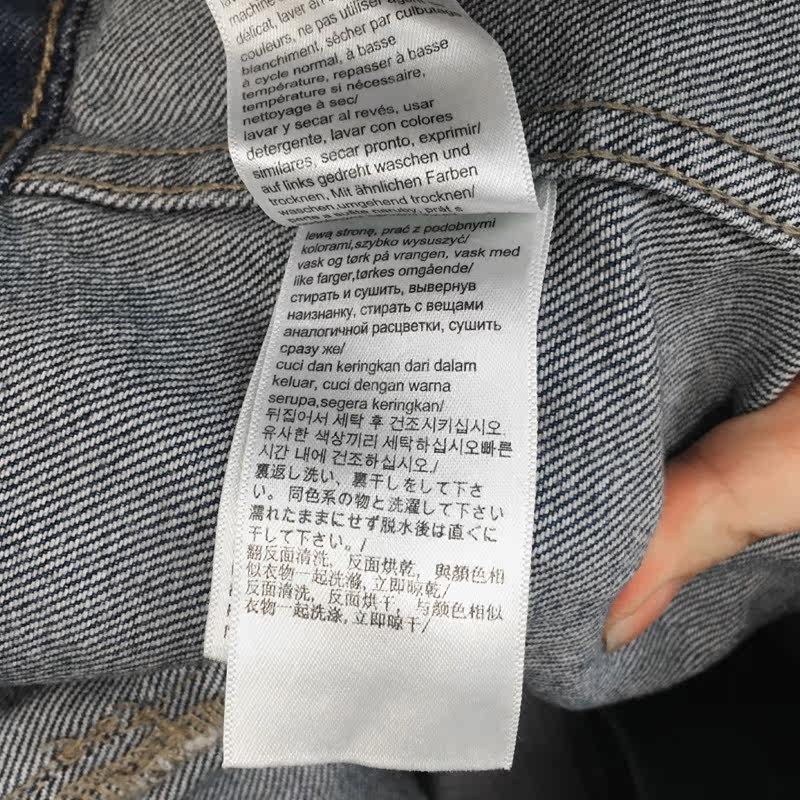 machine
délicat, laver
couleurs, ne pas utiliser
blanchiment, sécher par culbutage
à cycle normal, à basse
température, repasser à basse
température si nécessaire,
nettoyage à sec/
lavar y secar al revés, usar
detergente, lavar con colores
similares, secar pronto, exprimir/
auf links gedreht waschen und
trocknen, Mit ähnlichen Farben
waschen,umgehend trocknen/
lewą stronę, prać z podobnymi
kolorami,szybko wysuszyć/
vask og tørk på vrangen, vask med
like farger,tørkes omgående/
стирать и сушить, вывернув
наизнанку, стирать с вещами
аналогичной расцветки, сушить
сразу же/
cuci dan keringkan dari dalam
keluar, cuci dengan warna
serupa,segera keringkan/
뒤집어서 세탁 후 건조시키십시오
유사한 색상끼리 세탁하십시오빠른
시간 내에 건조하십시오./
裏返し洗い、裏干しをして下さ
い。同色系の物と洗濯して下さい
濡れたままにせず脱水後は直ぐに
干して下さい。/
翻反面清洗, 反面烘乾, 與顏色相
似衣物一起洗滌,立即晾乾/
反面清洗, 反面烘干, 与颜色相似
衣物一起洗涤,立即晾干/